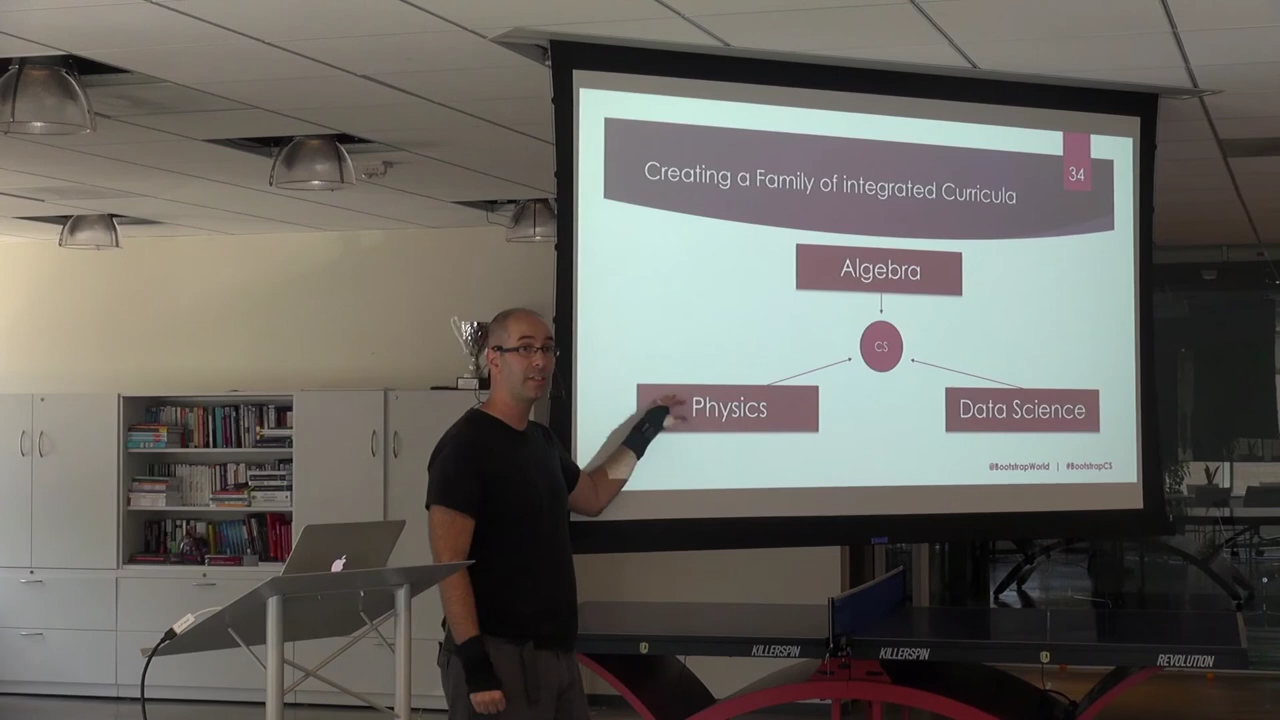 Creating a Family of integrated Curricula
34
Algebra
CS
Physics
Data Science
@BootstrapWorld | #BootstrapCS
KILLERSPIN
KILLERSPIN
REVOLUTION